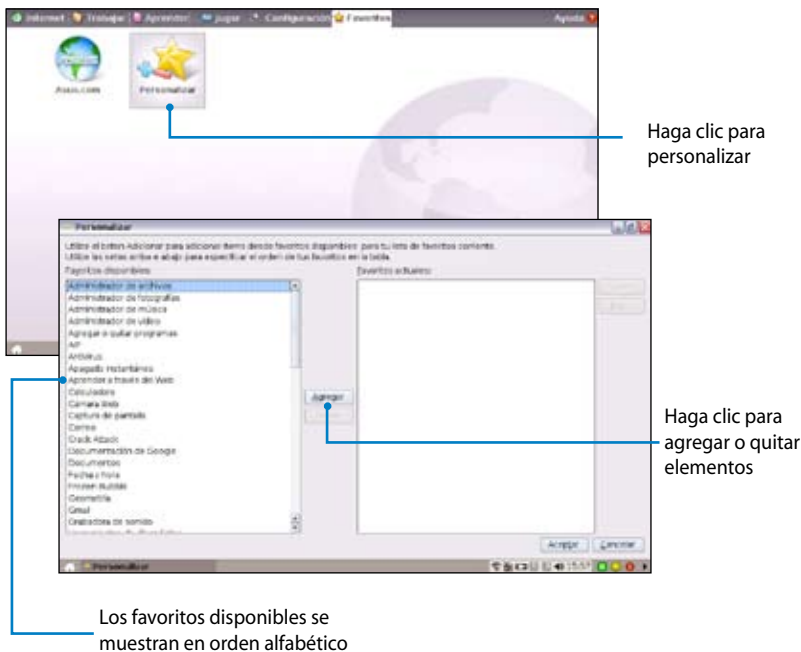 Internet Trabajar Aprender Jugar Configuración Favoritos Ayuda
Asus.com Personalizar
Haga clic para
personalizar
Personalizar
Utilice el botón Adicionar para adicionar items desde favoritos disponibles para tu lista de favoritos corriente.
Utilice las setas arriba e abajo para especificar el orden de tus favoritos en la tabla.
Favoritos disponibles: Favoritos actuales:
Administrador de archivos
Administrador de fotografías
Administrador de música
Administrador de vídeo
Agregar o quitar programas
Antivirus
Apagado instantáneo
Aprender a través del Web
Calculadora
Cámara Web
Captura de pantalla
Correo
Crack Attack
Documentación de Google
Documentos
Fecha y hora
Frozen Bubble
Geometría
Gmail
Grabadora de sonido
Agregar
Haga clic para
agregar o quitar
elementos
Aceptar Cancelar
Personalizar 15:57
Los favoritos disponibles se
muestran en orden alfabético